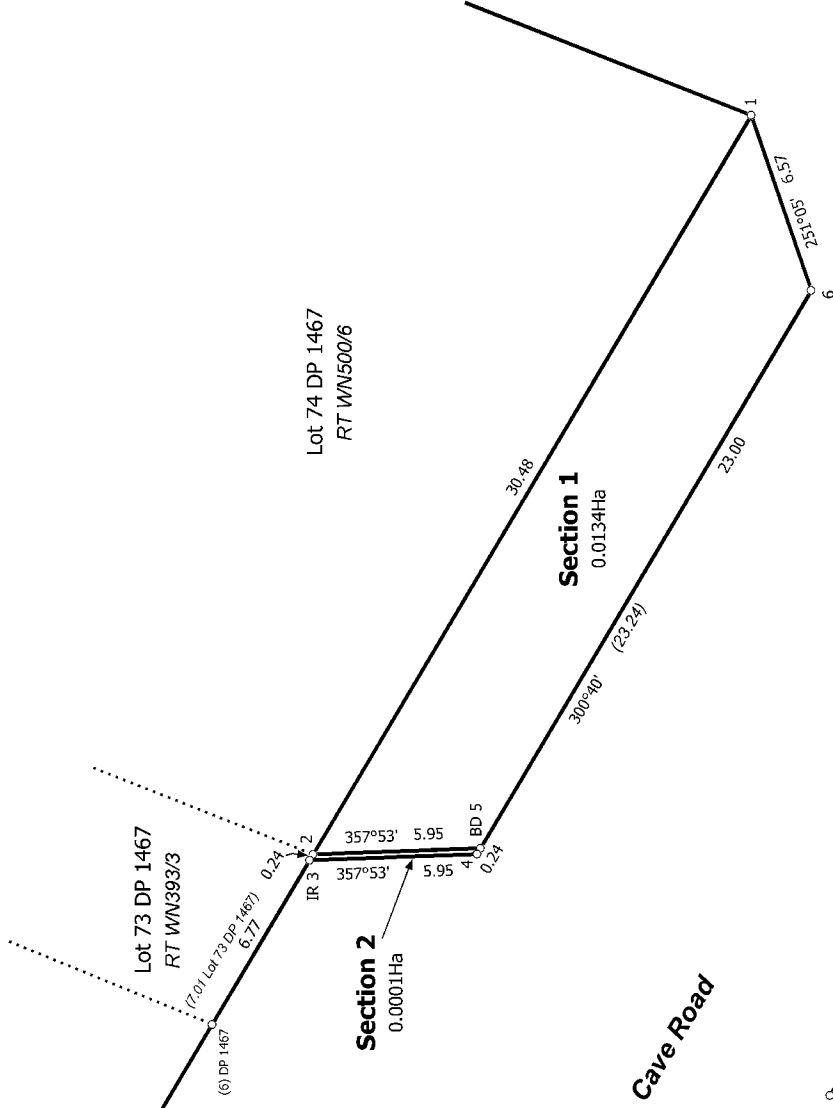 1
251°05' 6.57
6
Lot 74 DP 1467
RT WN500/6
30.48
23.00
Section 1
0.0134Ha
(23.24)
300°40'
2
BD 5
357°53' 5.95
0.24
IR 3
357°53' 5.95
4
0.24
Lot 73 DP 1467
RT WN393/3
(7.01 Lot 73 DP 1467)
6.77
Section 2
0.0001Ha
(6) DP 1467
Cave Road